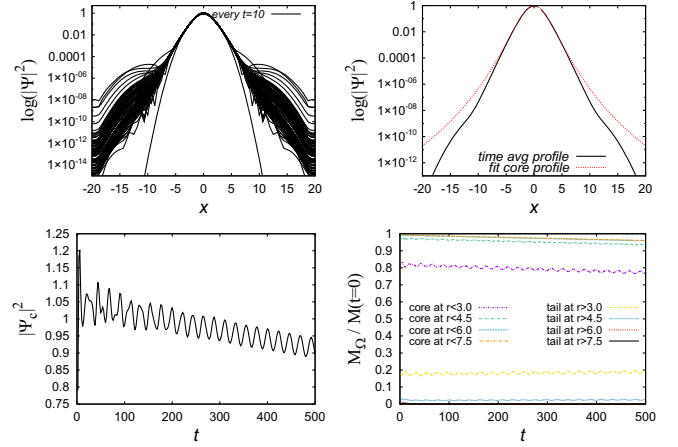 every t=10
log(|Ψ|²)
1
0.01
0.0001
1×10⁻⁰⁶
1×10⁻⁰⁸
1×10⁻¹⁰
1×10⁻¹²
1×10⁻¹⁴
-20 -15 -10 -5 0 5 10 15 20
x
log(|Ψ|²)
1
0.01
0.0001
1×10⁻⁰⁶
1×10⁻⁰⁸
1×10⁻¹⁰
1×10⁻¹²
time avg profile
fit core profile
-20 -15 -10 -5 0 5 10 15 20
x
|Ψc|²
1.25
1.2
1.15
1.1
1.05
1
0.95
0.9
0.85
0.8
0.75
0 100 200 300 400 500
t
M_Ω / M(t=0)
1
0.9
0.8
0.7
0.6
0.5
0.4
0.3
0.2
0.1
0
core at r<3.0 tail at r>3.0
core at r<4.5 tail at r>4.5
core at r<6.0 tail at r>6.0
core at r<7.5 tail at r>7.5
0 100 200 300 400 500
t